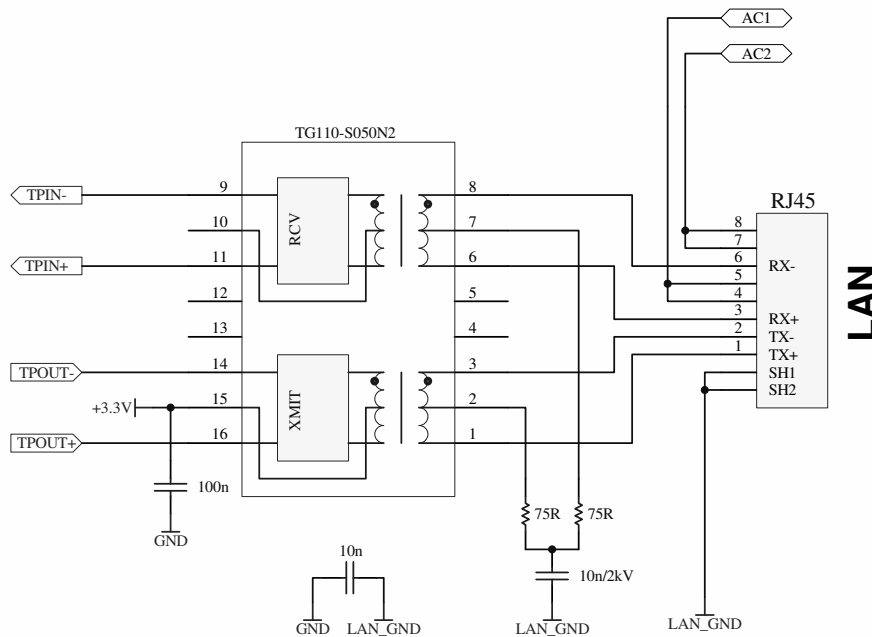 AC1
AC2
TG110-S050N2
TPIN-
9
8
10
7
RCV
TPIN+
11
6
12
5
13
4
TPOUT-
14
3
+3.3V
15
2
XMIT
TPOUT+
16
1
100n
GND
75R
75R
10n
10n/2kV
GND
LAN_GND
LAN_GND
LAN_GND
RJ45
8
7
6
RX-
5
4
3
RX+
2
TX-
1
TX+
SH1
SH2
LAN